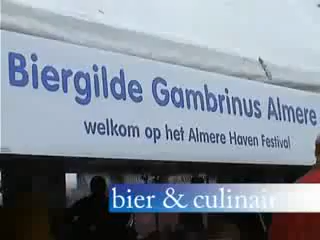 Biergilde Gambrinus Almere
welkom op het Almere Haven Festival
bier & culinair